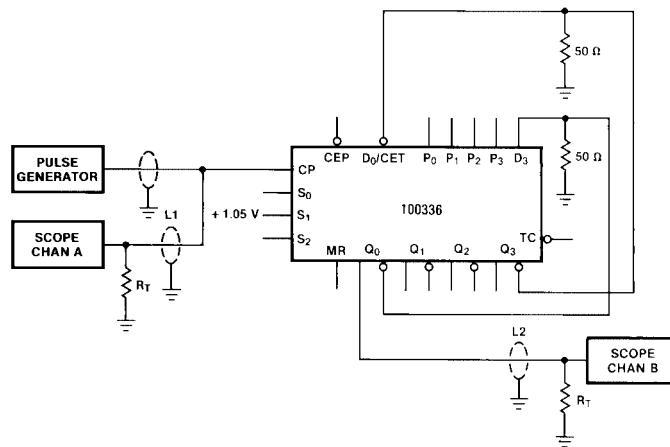 50 Ω
50 Ω
PULSE
GENERATOR
CEP D0/CET P0 P1 P2 P3 D3
CP
S0
100336
L1
+ 1.05 V
S1
SCOPE
CHAN A
S2
TC
MR Q0 Q1 Q2 Q3
RT
L2
SCOPE
CHAN B
RT